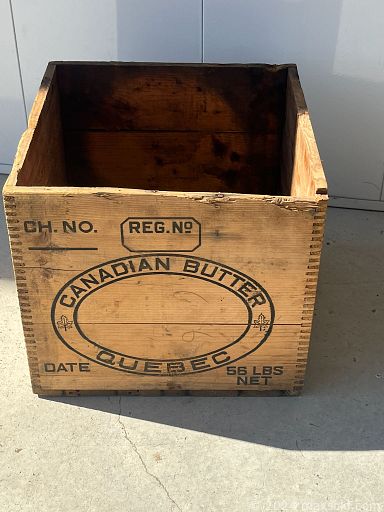 CH. NO.
REG. Nº
CANADIAN BUTTER
QUEBEC
DATE
56 LBS
NET